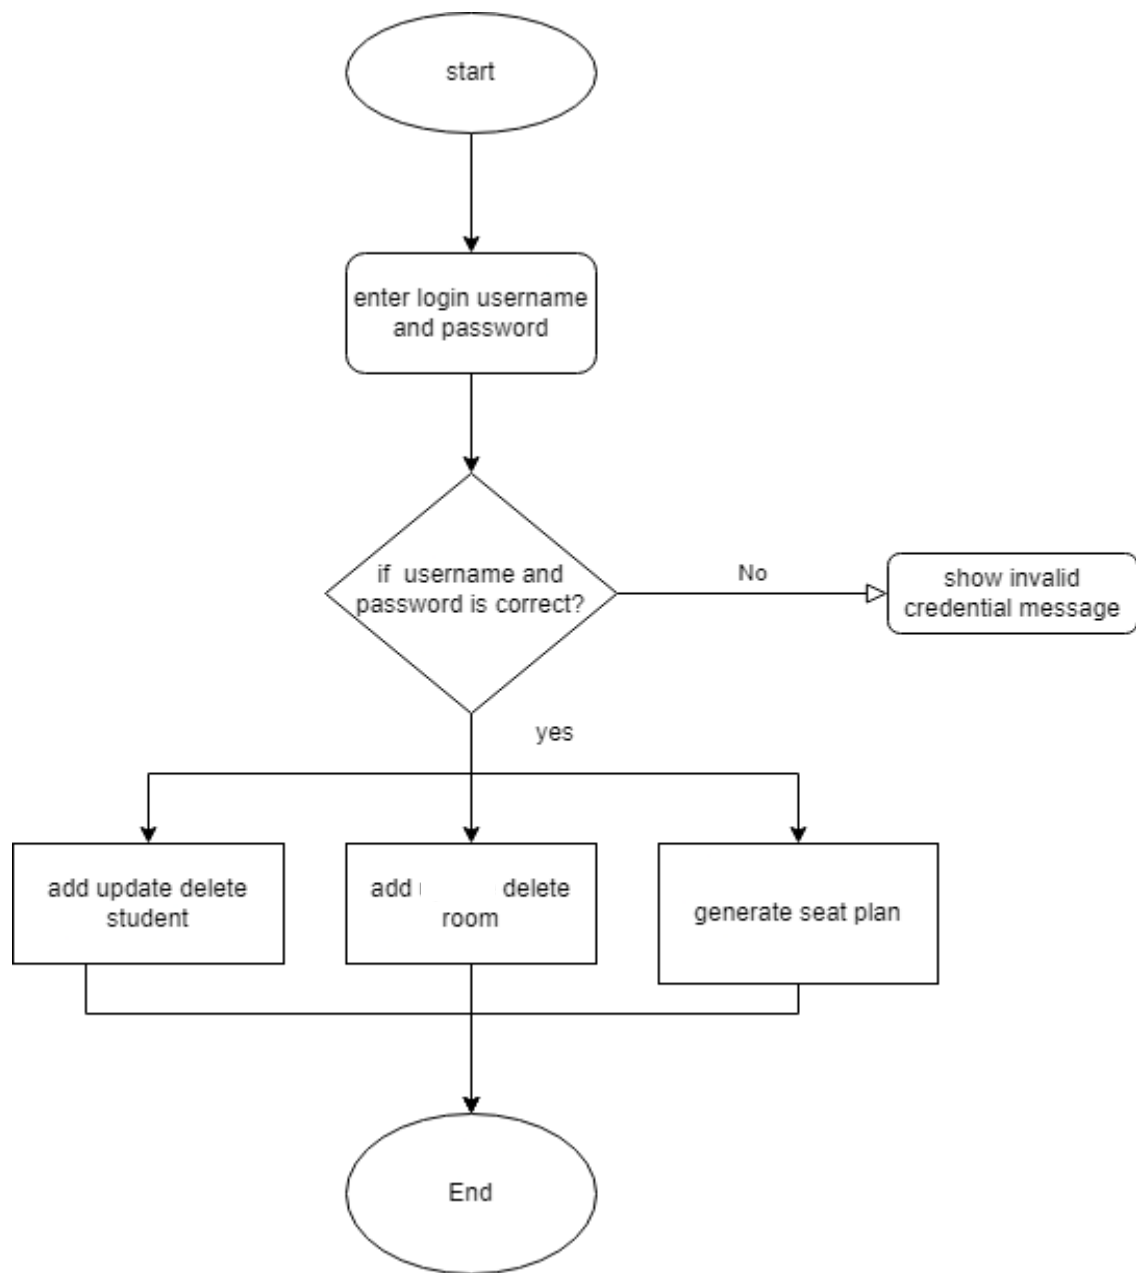 start
enter login username
and password
if username and
password is correct?
No
show invalid
credential message
yes
add update delete
student
add delete
room
generate seat plan
End